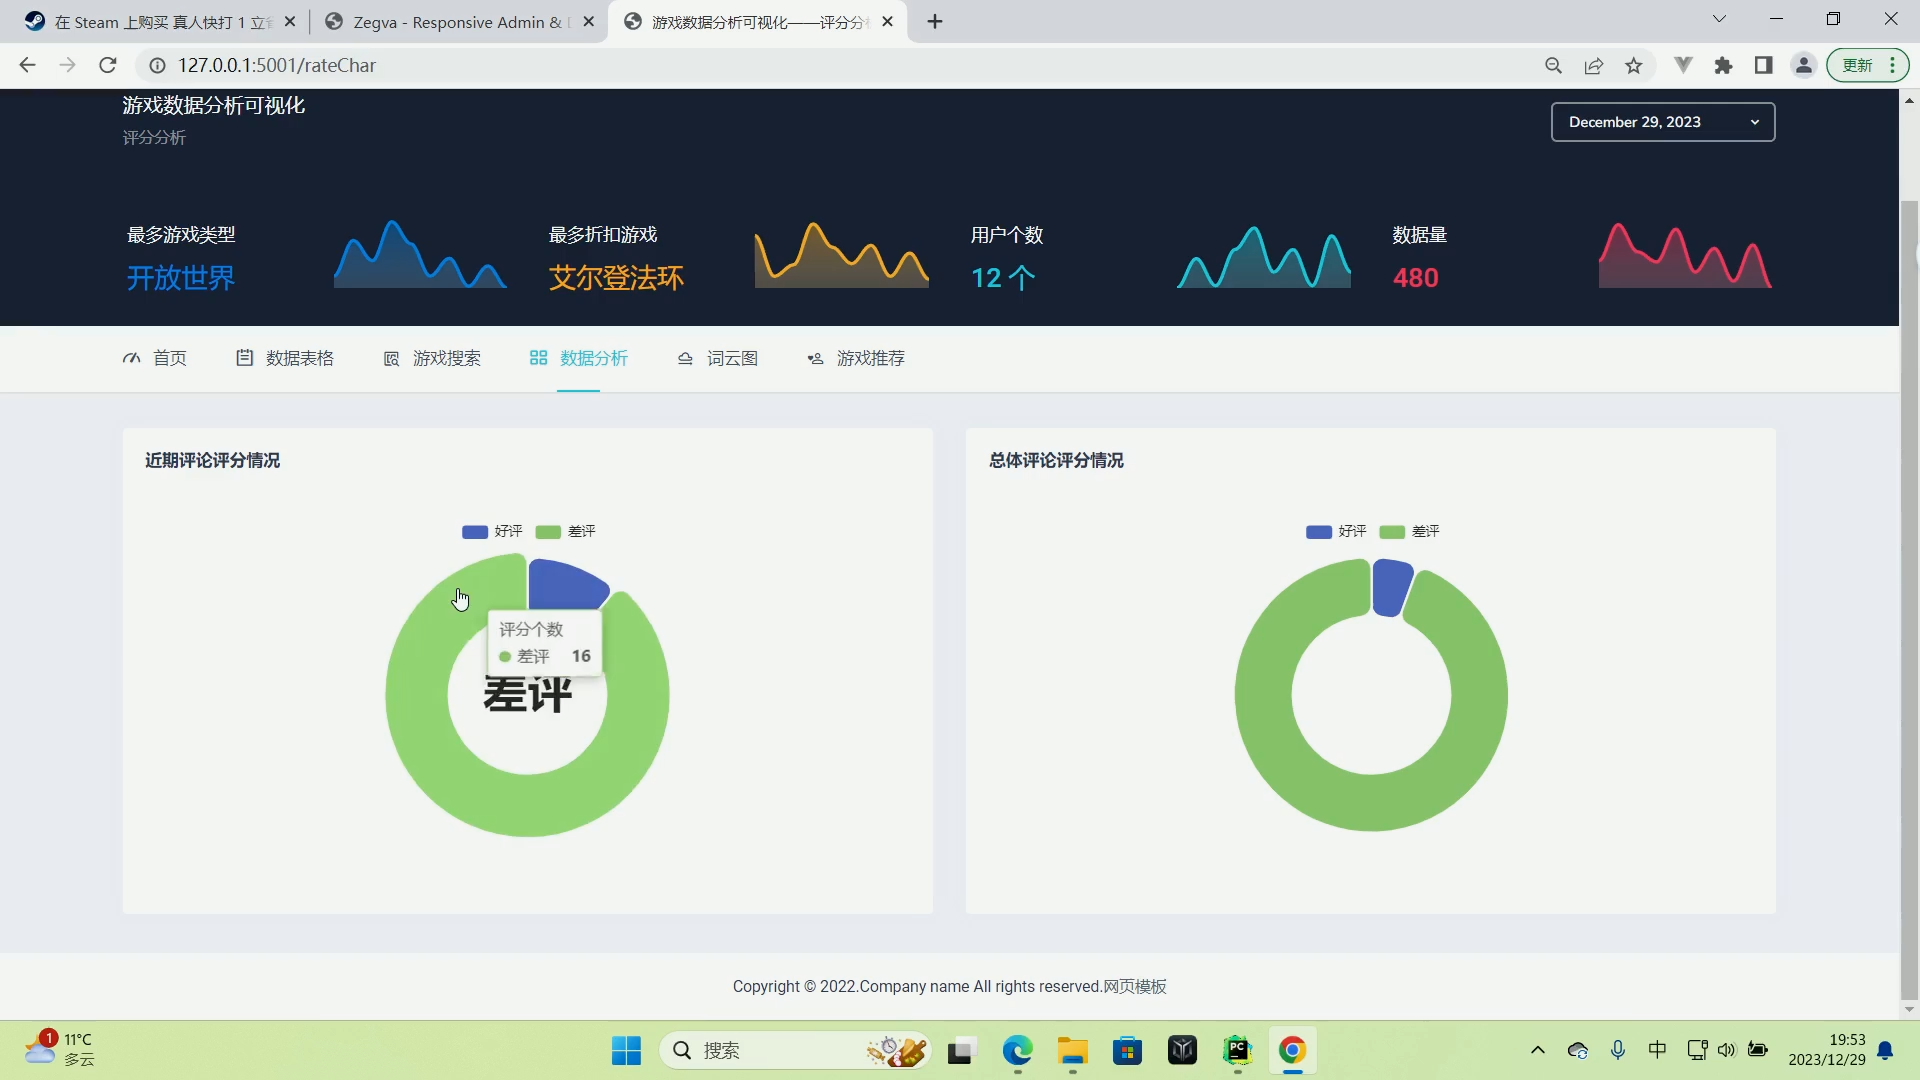 在 Steam 上购买 真人快打 1 立
Zegva - Responsive Admin &
游戏数据分析可视化——评分分
127.0.0.1:5001/rateChar
更新
游戏数据分析可视化
评分分析
December 29, 2023
最多游戏类型
开放世界
最多折扣游戏
艾尔登法环
用户个数
12 个
数据量
480
首页
数据表格
游戏搜索
数据分析
词云图
游戏推荐
近期评论评分情况
好评
差评
评分个数
差评 16
差评
总体评论评分情况
好评
差评
Copyright © 2022.Company name All rights reserved.网页模板
1
11°C
多云
搜索
PC
中
19:53
2023/12/29